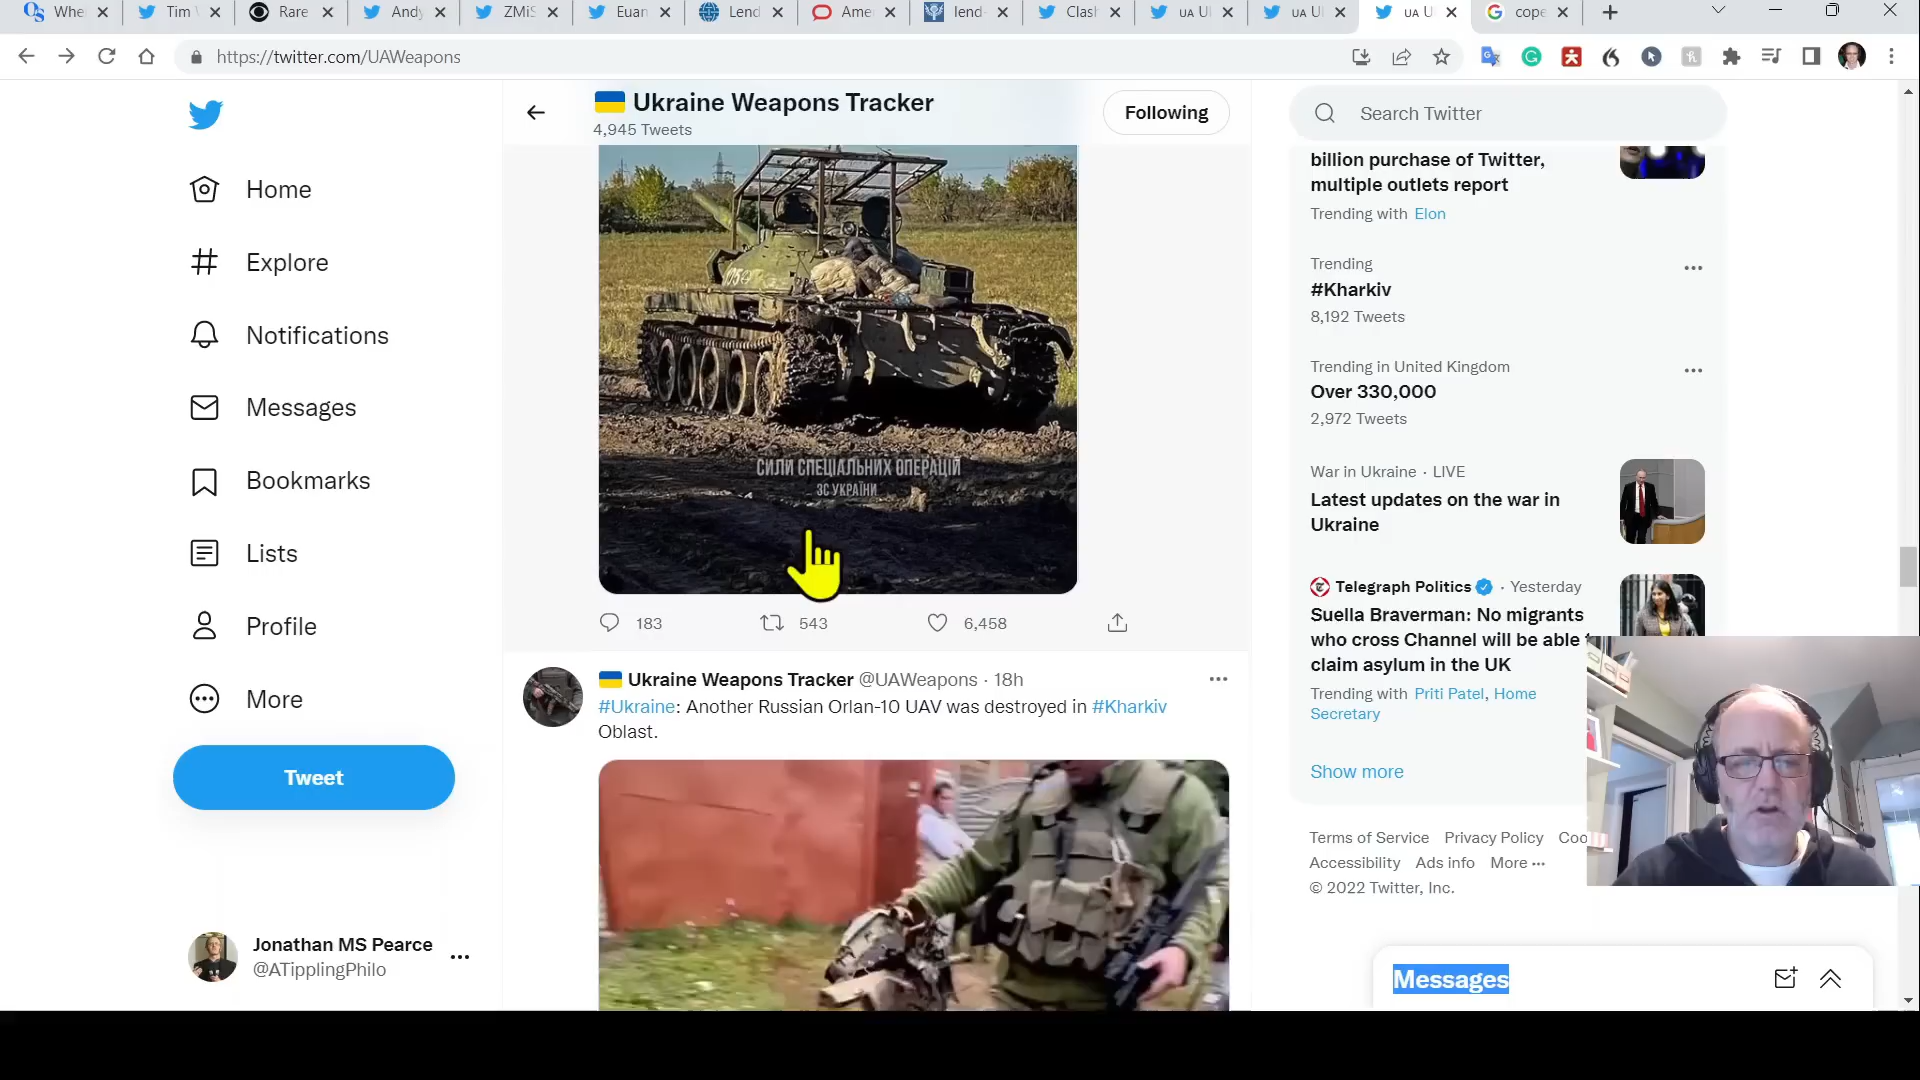 Whe
Tim
Rare
Andy
ZMiS
Euan
Lend
Ame
lend-
Clash
UA U
UA U
UA U
cope
https://twitter.com/UAWeapons
Home
Explore
Notifications
Messages
Bookmarks
Lists
Profile
More
Tweet
Jonathan MS Pearce
@ATipplingPhilo
Ukraine Weapons Tracker
4,945 Tweets
Following
СИЛИ СПЕЦІАЛЬНИХ ОПЕРАЦІЙ
ЗС УКРАЇНИ
183
543
6,458
Ukraine Weapons Tracker @UAWeapons · 18h
#Ukraine: Another Russian Orlan-10 UAV was destroyed in #Kharkiv
Oblast.
Search Twitter
billion purchase of Twitter,
multiple outlets report
Trending with Elon
Trending
#Kharkiv
8,192 Tweets
Trending in United Kingdom
Over 330,000
2,972 Tweets
War in Ukraine · LIVE
Latest updates on the war in
Ukraine
Telegraph Politics · Yesterday
Suella Braverman: No migrants
who cross Channel will be able
claim asylum in the UK
Trending with Priti Patel, Home
Secretary
Show more
Terms of Service Privacy Policy Coo
Accessibility Ads info More
© 2022 Twitter, Inc.
Messages